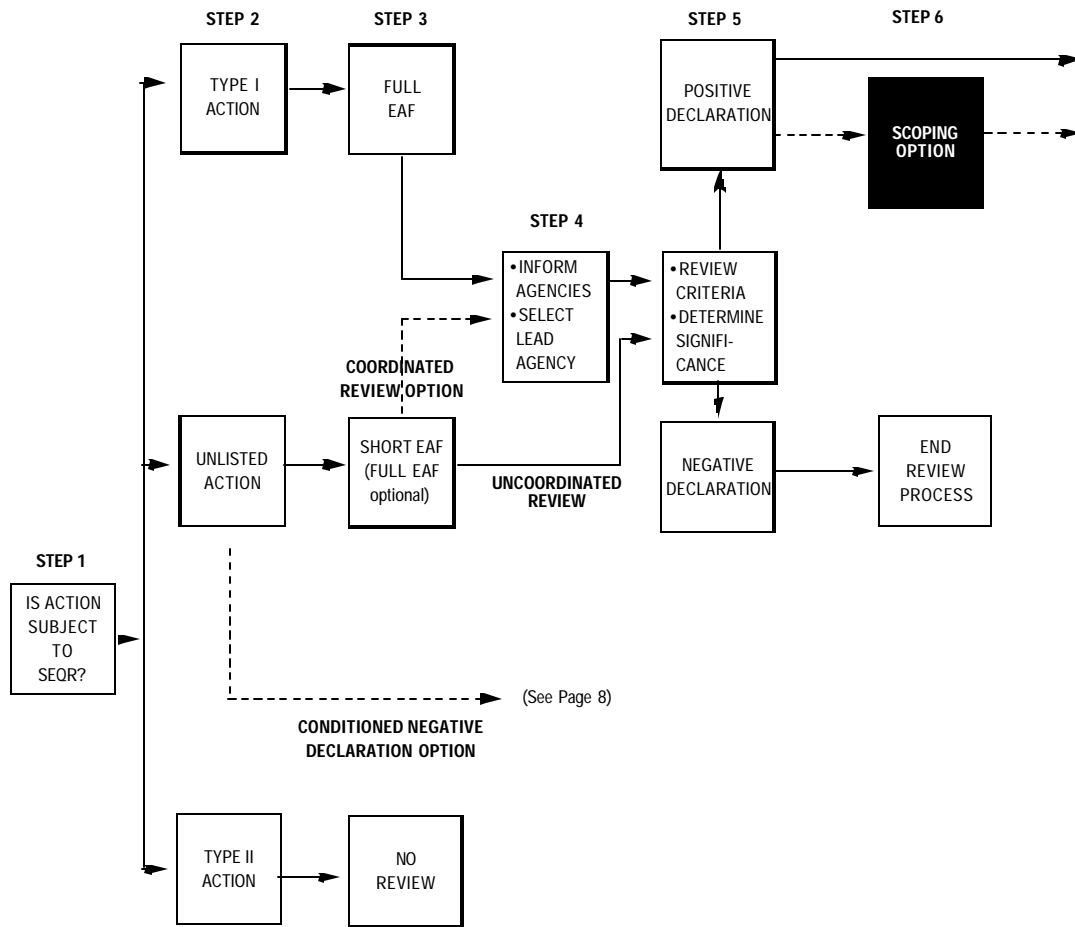 STEP 2
STEP 3
STEP 5
STEP 6
TYPE I
ACTION
FULL
EAF
POSITIVE
DECLARATION
SCOPING
OPTION
STEP 4
•INFORM
AGENCIES
•SELECT
LEAD
AGENCY
•REVIEW
CRITERIA
•DETERMINE
SIGNIFI-
CANCE
COORDINATED
REVIEW OPTION
UNLISTED
ACTION
SHORT EAF
(FULL EAF
optional)
UNCOORDINATED
REVIEW
NEGATIVE
DECLARATION
END
REVIEW
PROCESS
STEP 1
IS ACTION
SUBJECT
TO
SEQR?
(See Page 8)
CONDITIONED NEGATIVE
DECLARATION OPTION
TYPE II
ACTION
NO
REVIEW